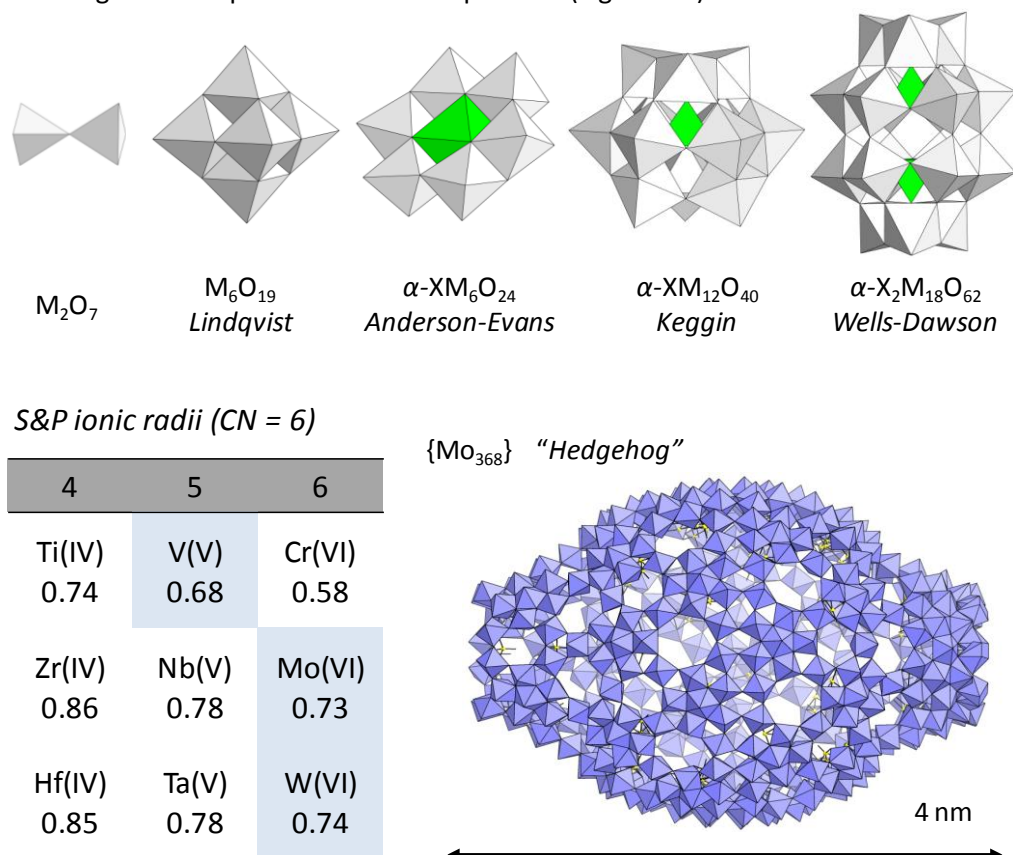 M₂O₇
M₆O₁₉
Lindqvist
α-XM₆O₂₄
Anderson-Evans
α-XM₁₂O₄₀
Keggin
α-X₂M₁₈O₆₂
Wells-Dawson
S&P ionic radii (CN = 6)
4 5 6
Ti(IV) V(V) Cr(VI)
0.74 0.68 0.58
Zr(IV) Nb(V) Mo(VI)
0.86 0.78 0.73
Hf(IV) Ta(V) W(VI)
0.85 0.78 0.74
{Mo₃₆₈} “Hedgehog”
4 nm